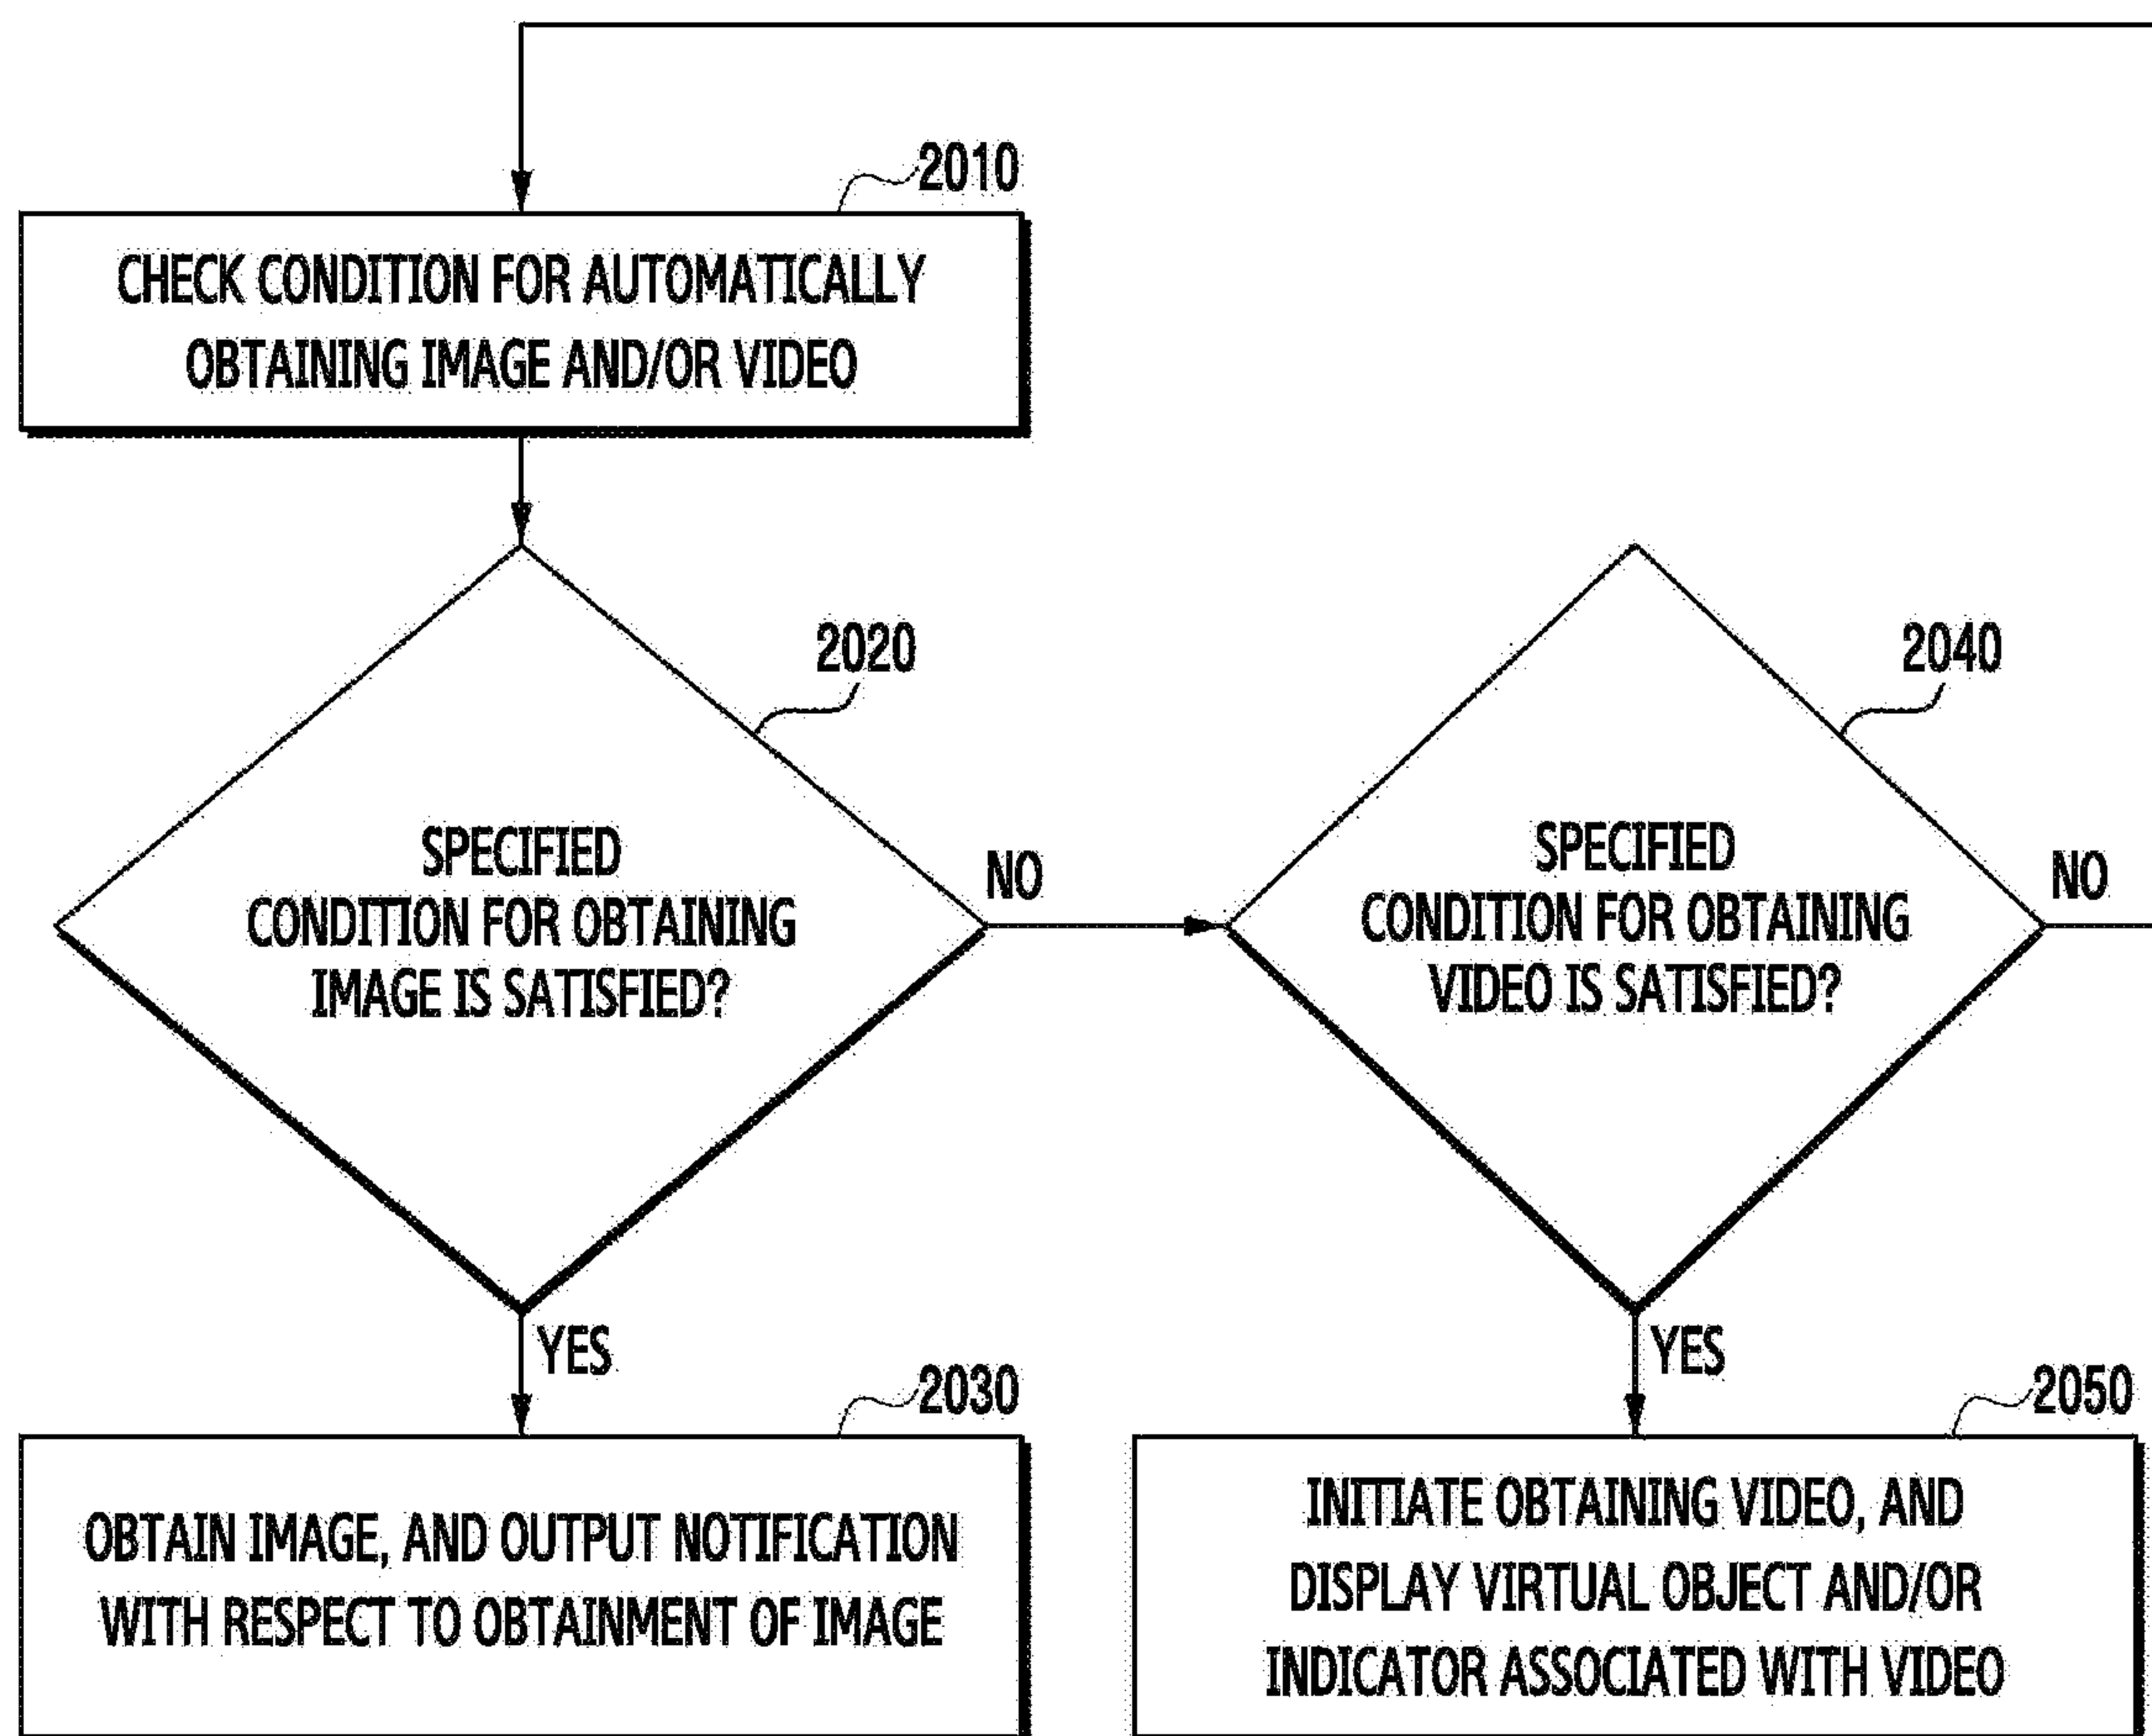 2010
CHECK CONDITION FOR AUTOMATICALLY
OBTAINING IMAGE AND/OR VIDEO
2020
SPECIFIED
CONDITION FOR OBTAINING
IMAGE IS SATISFIED?
NO
2040
SPECIFIED
CONDITION FOR OBTAINING
VIDEO IS SATISFIED?
NO
YES
2030
OBTAIN IMAGE, AND OUTPUT NOTIFICATION
WITH RESPECT TO OBTAINMENT OF IMAGE
YES
2050
INITIATE OBTAINING VIDEO, AND
DISPLAY VIRTUAL OBJECT AND/OR
INDICATOR ASSOCIATED WITH VIDEO